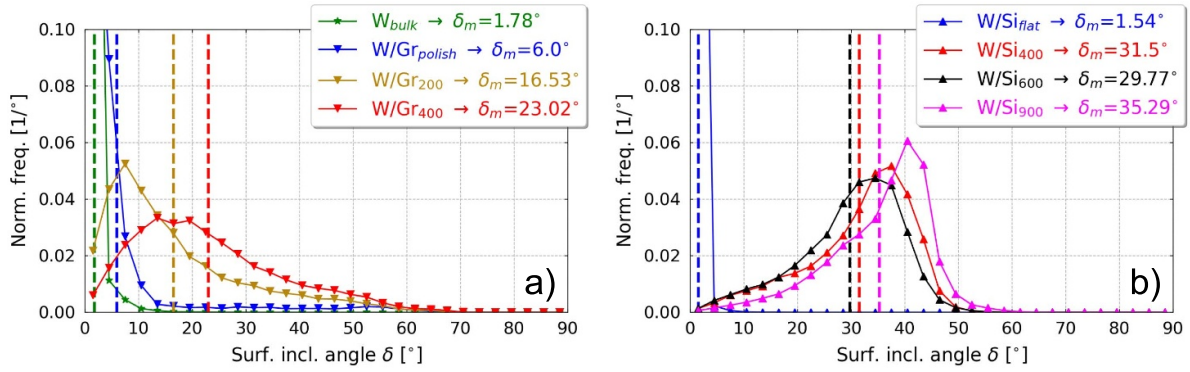 W_bulk → δ_m=1.78°
W/Gr_polish → δ_m=6.0°
W/Gr_200 → δ_m=16.53°
W/Gr_400 → δ_m=23.02°
0.10
0.08
0.06
0.04
0.02
0.00
Norm. freq. [1/°]
a)
0 10 20 30 40 50 60 70 80 90
Surf. incl. angle δ [°]
W/Si_flat → δ_m=1.54°
W/Si_400 → δ_m=31.5°
W/Si_600 → δ_m=29.77°
W/Si_900 → δ_m=35.29°
0.10
0.08
0.06
0.04
0.02
0.00
Norm. freq. [1/°]
b)
0 10 20 30 40 50 60 70 80 90
Surf. incl. angle δ [°]